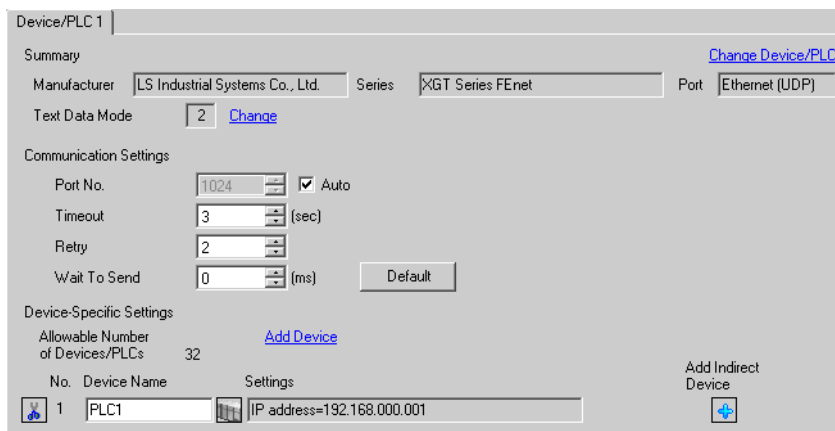 Device/PLC 1
Summary
Change Device/PLC
Manufacturer LS Industrial Systems Co., Ltd. Series XGT Series FEnet Port Ethernet (UDP)
Text Data Mode 2 Change
Communication Settings
Port No. 1024 Auto
Timeout 3 (sec)
Retry 2
Wait To Send 0 (ms) Default
Device-Specific Settings
Allowable Number
of Devices/PLCs 32 Add Device
Add Indirect
Device
No. Device Name Settings
1 PLC1 IP address=192.168.000.001